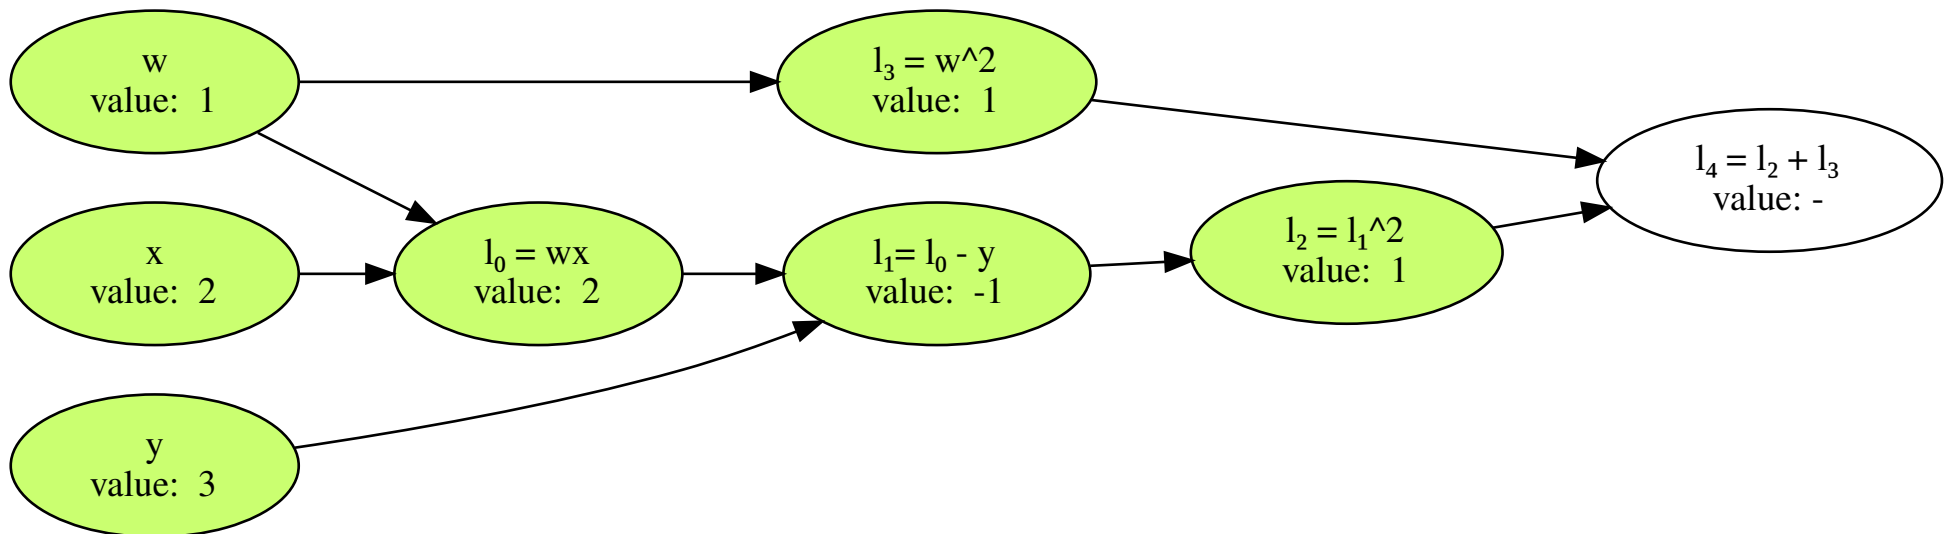 w
value: 1
l₃ = w^2
value: 1
l₄ = l₂ + l₃
value: -
x
value: 2
l₀ = wx
value: 2
l₁= l₀ - y
value: -1
l₂ = l₁^2
value: 1
y
value: 3